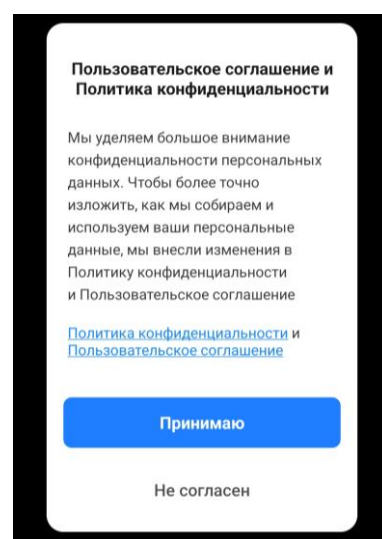 Пользовательское соглашение и
Политика конфиденциальности
Мы уделяем большое внимание
конфиденциальности персональных
данных. Чтобы более точно
изложить, как мы собираем и
используем ваши персональные
данные, мы внесли изменения в
Политику конфиденциальности
и Пользовательское соглашение
Политика конфиденциальности и
Пользовательское соглашение
Принимаю
Не согласен